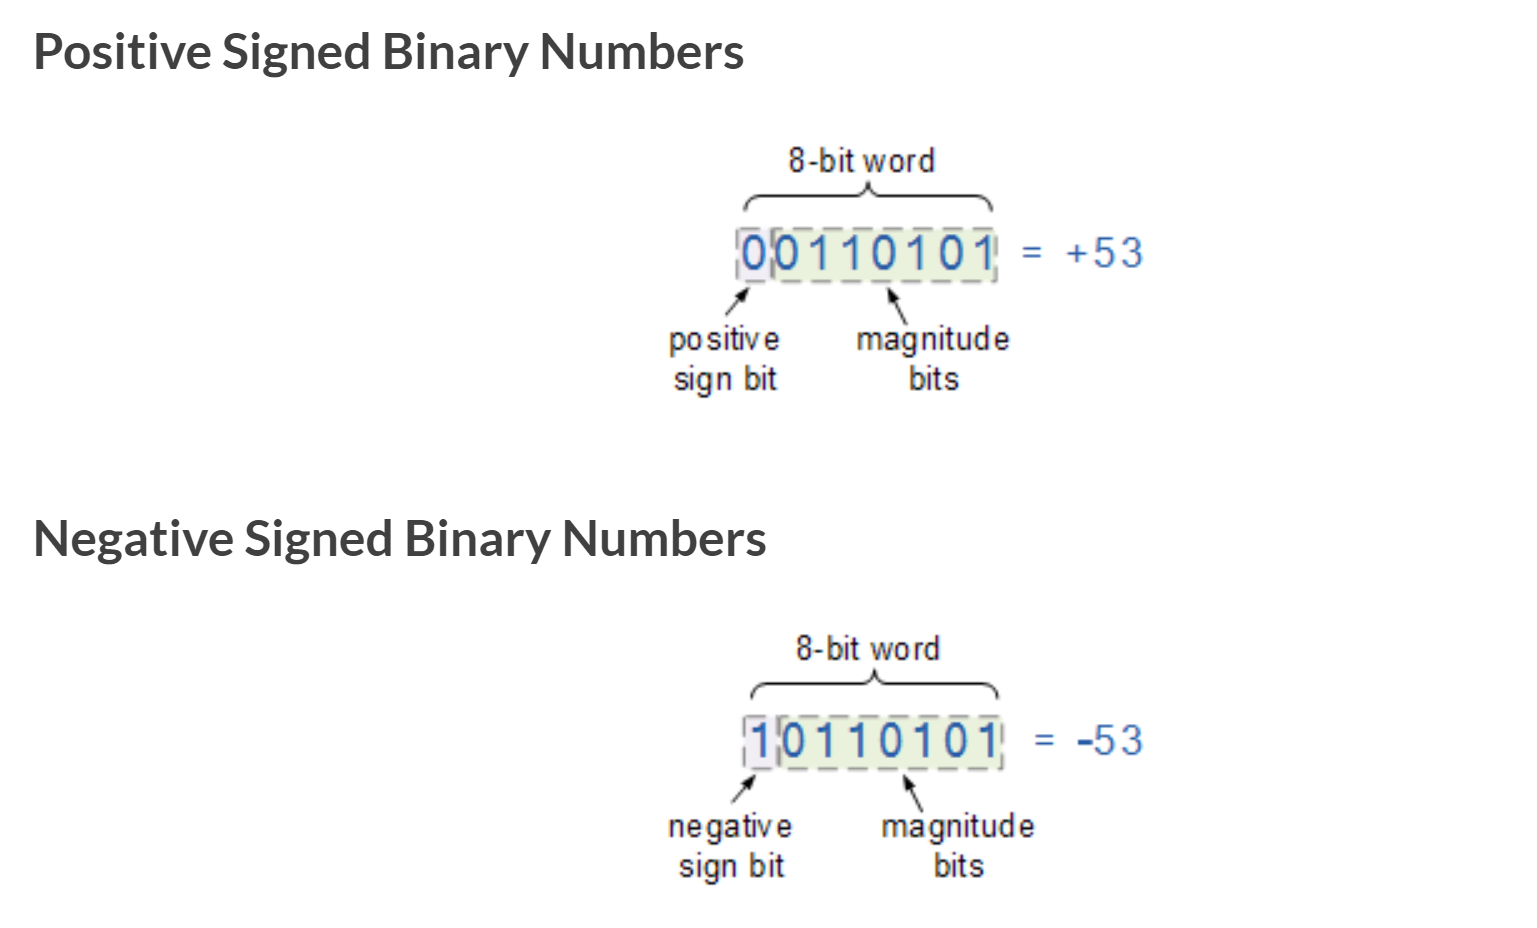 Positive Signed Binary Numbers
8-bit word
00110101 = +53
positive magnitude
sign bit bits
Negative Signed Binary Numbers
8-bit word
10110101 = -53
negative magnitude
sign bit bits